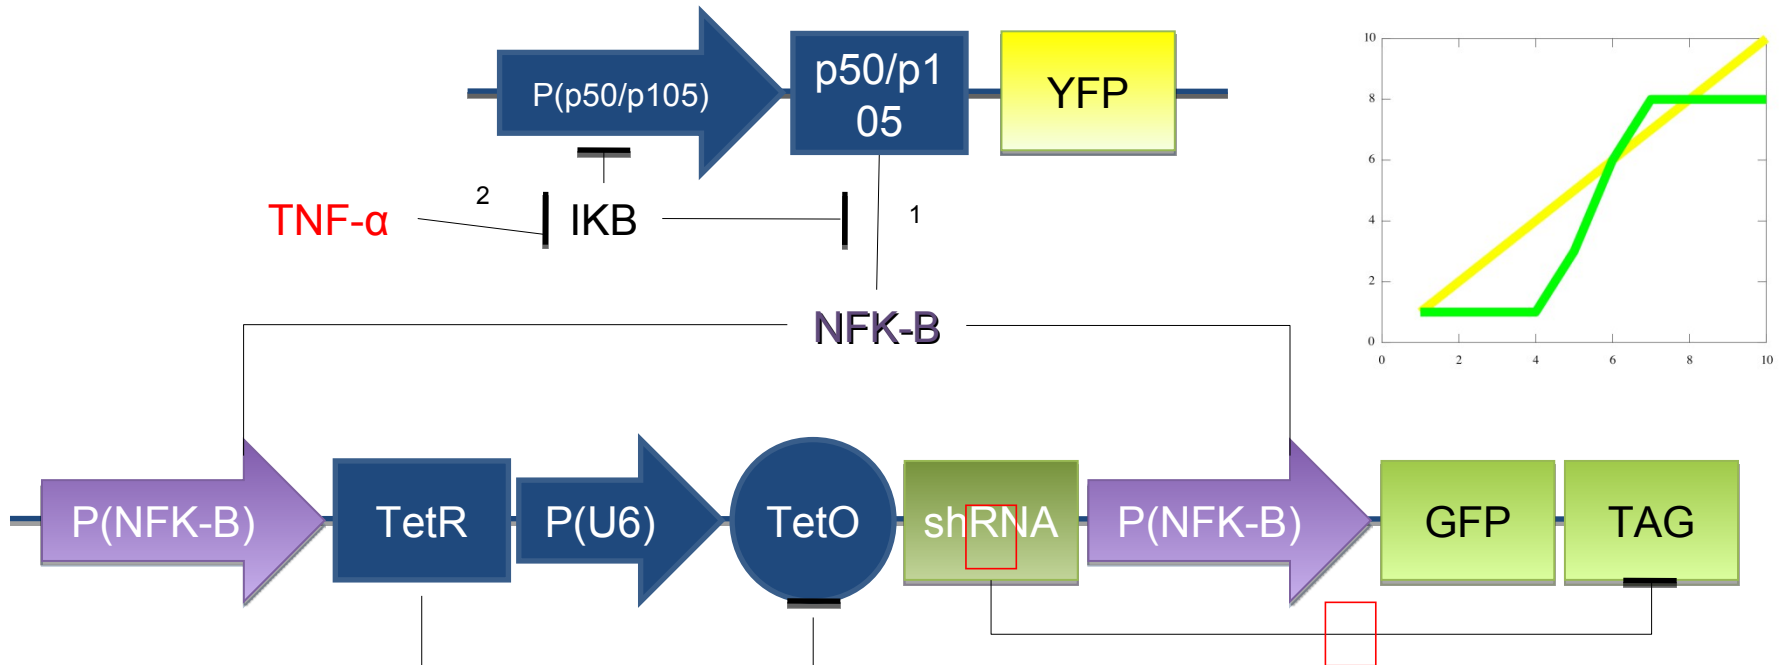 P(p50/p105)
p50/p1
05
YFP
TNF-α
2
IKB
1
NFK-B
P(NFK-B)
TetR
P(U6)
TetO
shRNA
P(NFK-B)
GFP
TAG
10
8
6
4
2
0
0
2
4
6
8
10